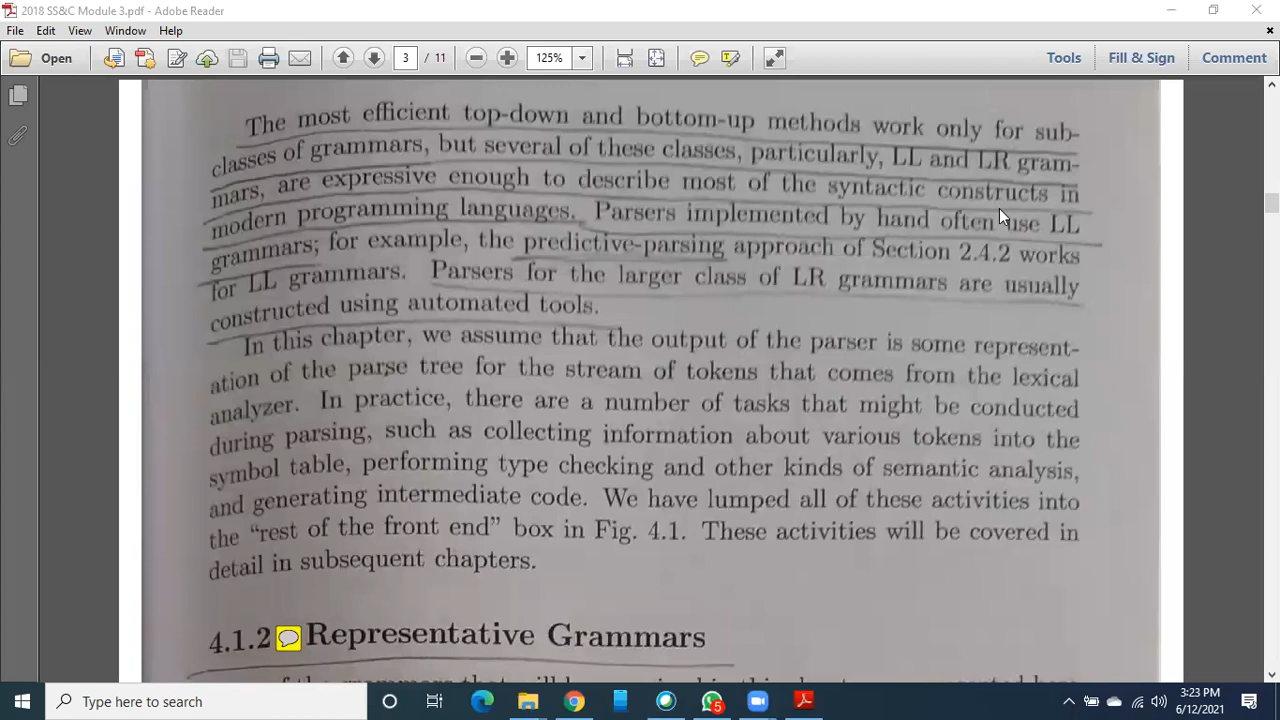 2018 SS&C Module 3.pdf - Adobe Reader
File Edit View Window Help
Open 3 / 11 125% Tools Fill & Sign Comment
The most efficient top-down and bottom-up methods work only for sub-
classes of grammars, but several of these classes, particularly, LL and LR gram-
mars, are expressive enough to describe most of the syntactic constructs in
modern programming languages. Parsers implemented by hand often use LL
grammars; for example, the predictive-parsing approach of Section 2.4.2 works
for LL grammars. Parsers for the larger class of LR grammars are usually
constructed using automated tools.
In this chapter, we assume that the output of the parser is some represent-
ation of the parse tree for the stream of tokens that comes from the lexical
analyzer. In practice, there are a number of tasks that might be conducted
during parsing, such as collecting information about various tokens into the
symbol table, performing type checking and other kinds of semantic analysis,
and generating intermediate code. We have lumped all of these activities into
the “rest of the front end” box in Fig. 4.1. These activities will be covered in
detail in subsequent chapters.
4.1.2 Representative Grammars
Type here to search
5
3:23 PM
6/12/2021